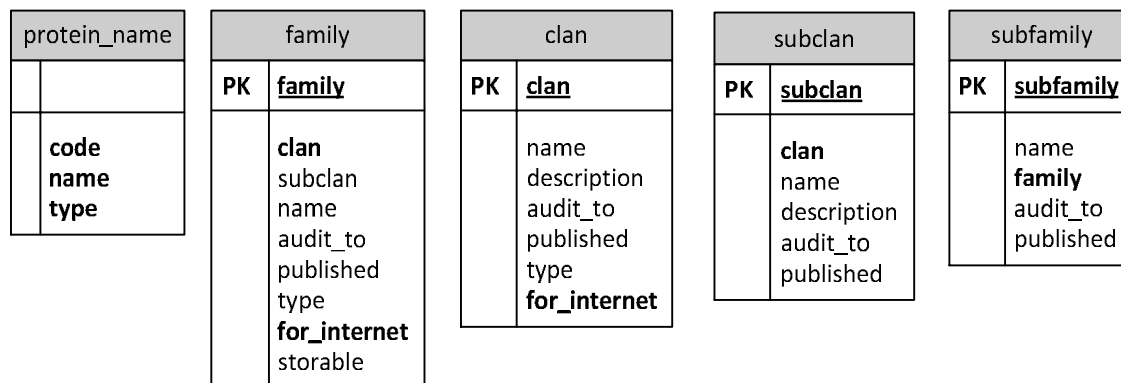 protein_name
code
name
type
family
PK family
clan
subclan
name
audit_to
published
type
for_internet
storable
clan
PK clan
name
description
audit_to
published
type
for_internet
subclan
PK subclan
clan
name
description
audit_to
published
subfamily
PK subfamily
name
family
audit_to
published